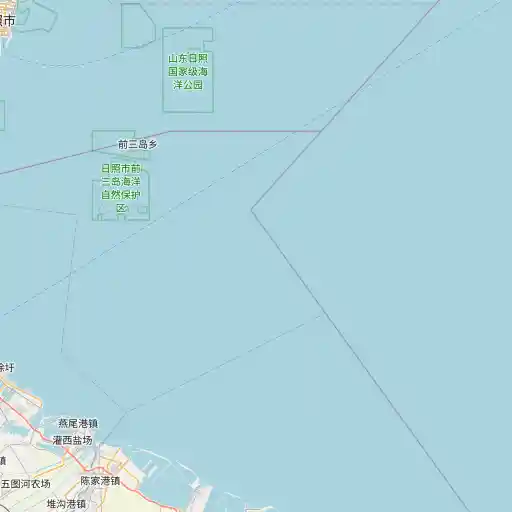 照市
山东日照
国家级海
洋公园
前三岛乡
日照市前
三岛海洋
自然保护
区
徐圩
燕尾港镇
灌西盐场
镇
五图河农场
陈家港镇
堆沟港镇